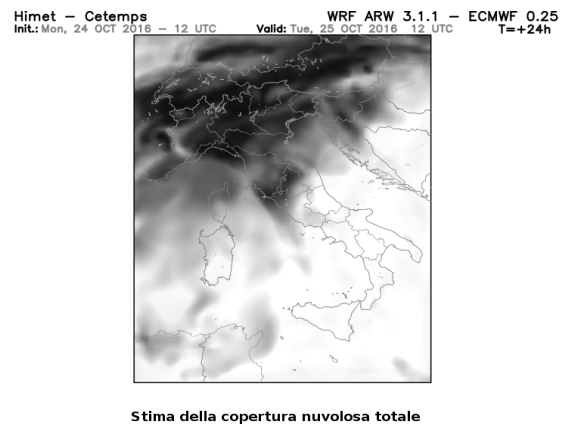 Himet – Cetemps WRF ARW 3.1.1 – ECMWF 0.25
Init.: Mon, 24 OCT 2016 – 12 UTC Valid: Tue, 25 OCT 2016 12 UTC T=+24h
Stima della copertura nuvolosa totale